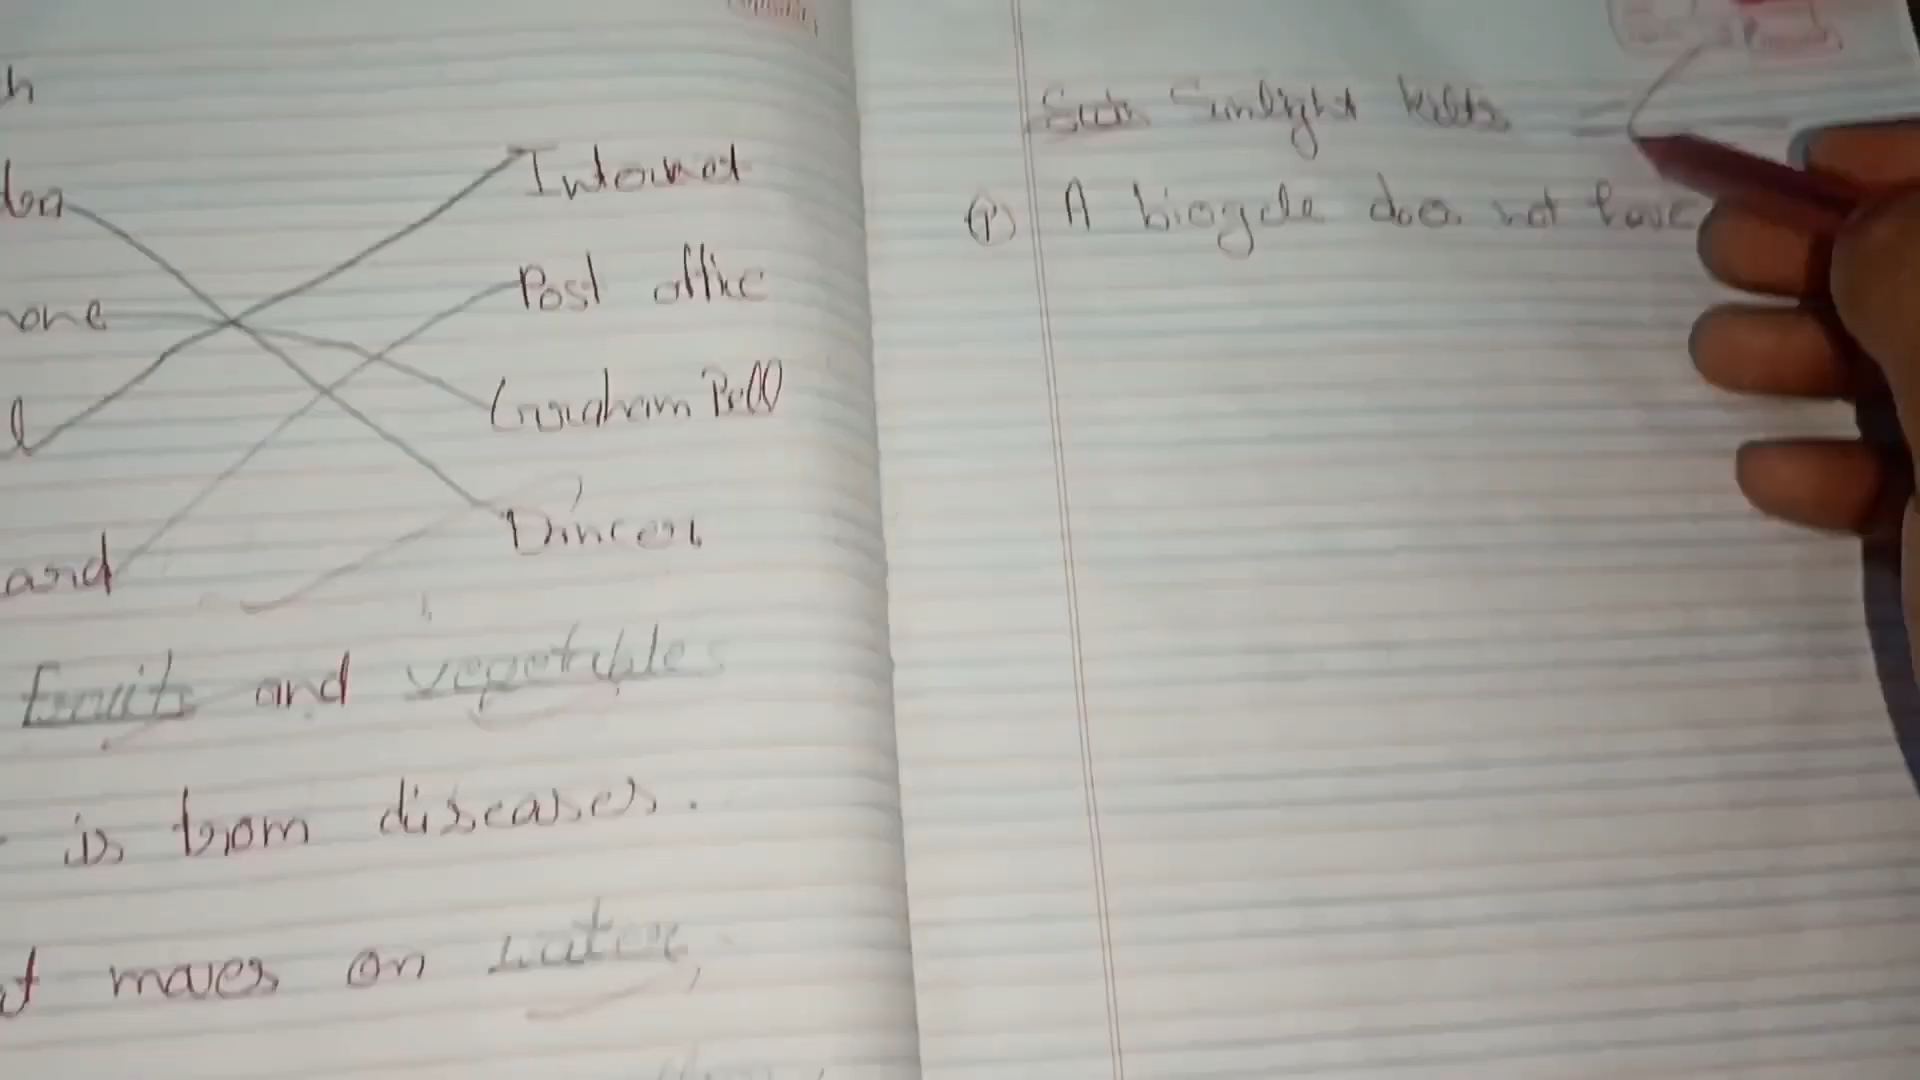 h
Internet
one
Post office
l
Graham Bell
and
Dincer
fruits and vegetables
is from diseases.
t moves on water
Sunlight kills
A bicycle does not have